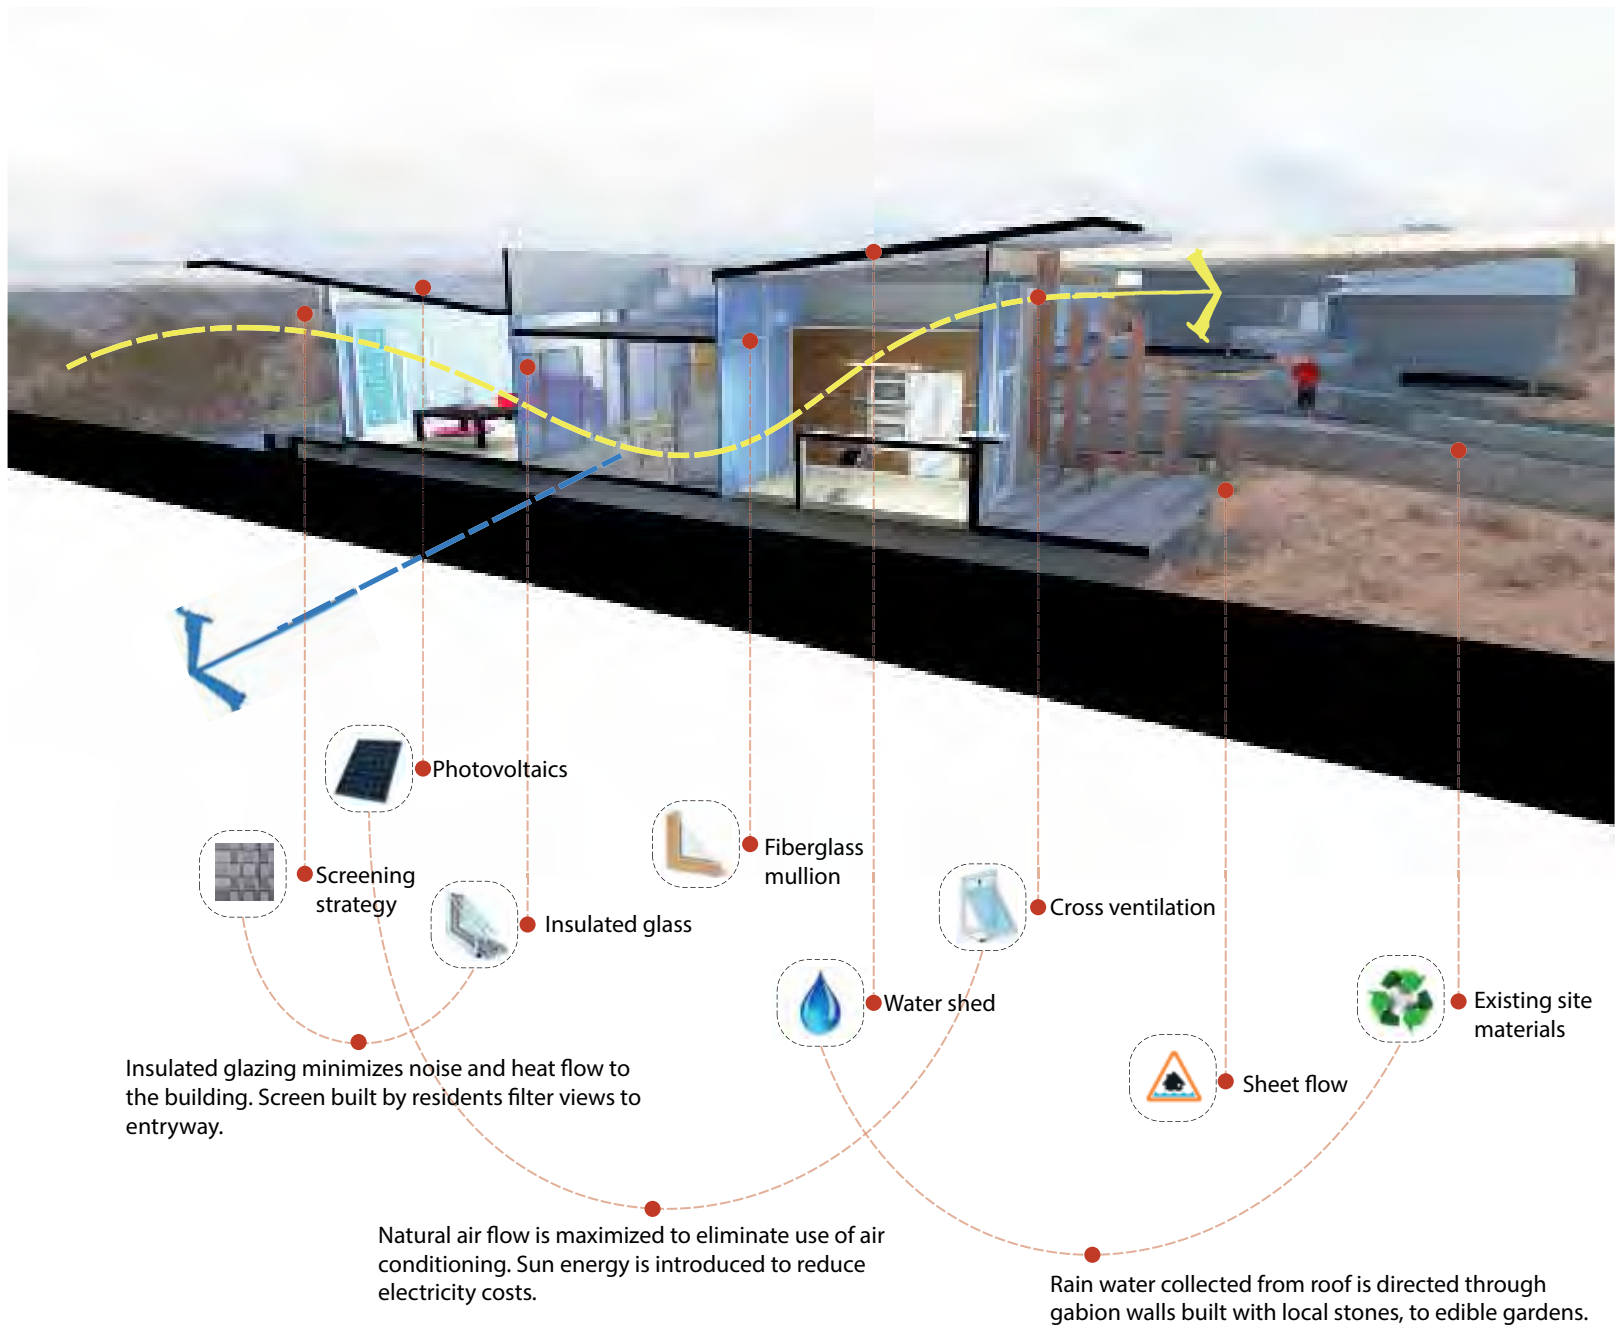 Photovoltaics
Screening
strategy
Insulated glass
Fiberglass
mullion
Cross ventilation
Water shed
Existing site
materials
Sheet flow
Insulated glazing minimizes noise and heat flow to
the building. Screen built by residents filter views to
entryway.
Natural air flow is maximized to eliminate use of air
conditioning. Sun energy is introduced to reduce
electricity costs.
Rain water collected from roof is directed through
gabion walls built with local stones, to edible gardens.